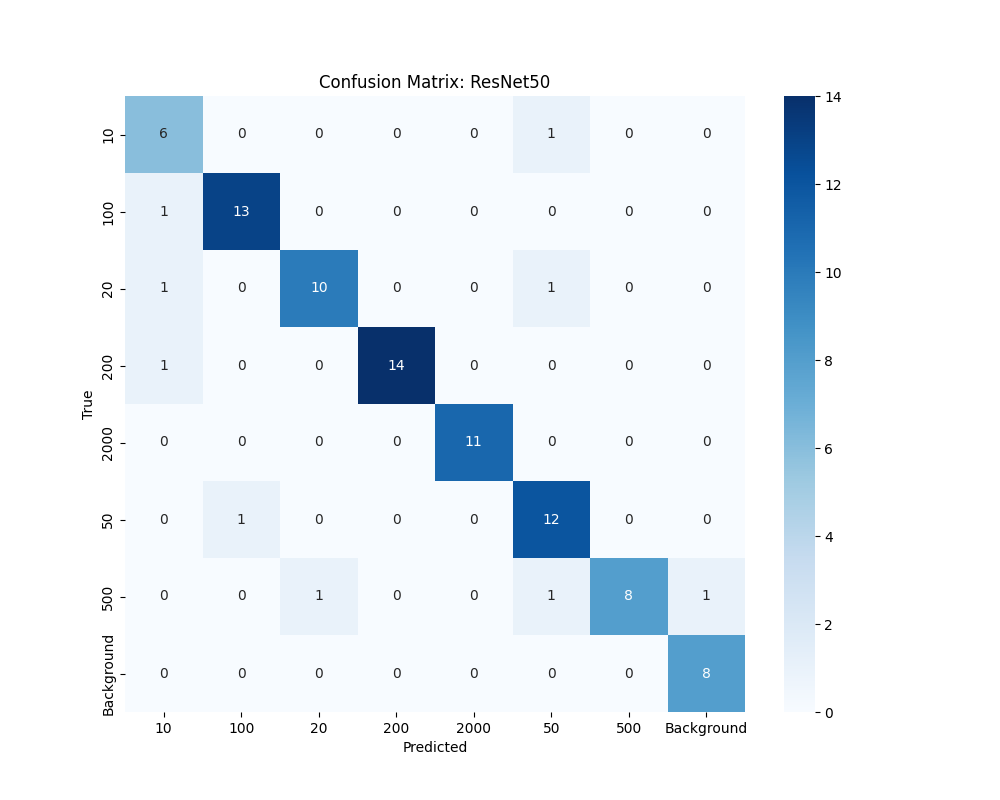 Confusion Matrix: ResNet50
10 6 0 0 0 0 1 0 0
100 1 13 0 0 0 0 0 0
20 1 0 10 0 0 1 0 0
200 1 0 0 14 0 0 0 0
2000 0 0 0 0 11 0 0 0
50 0 1 0 0 0 12 0 0
500 0 0 1 0 0 1 8 1
Background 0 0 0 0 0 0 0 8
10 100 20 200 2000 50 500 Background
Predicted
True
14
12
10
8
6
4
2
0